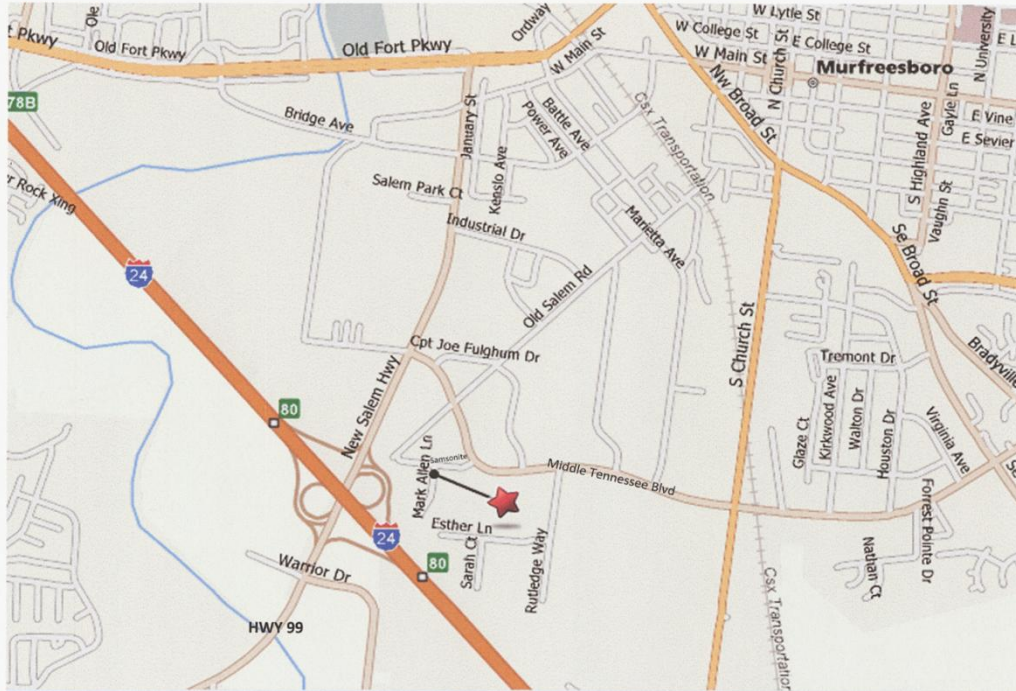 W Lytle St
Ole
Ordway
W College St
E College St
N University
t Pkwy
Old Fort Pkwy
Old Fort Pkwy
W Main St
W Main St
N Church St
E L
Murfreesboro
Nw Broad St
78B
Csx Transportation
Gayle Ln
S Highland Ave
E Vine
E Sevier
Bridge Ave
January St
Battle Ave
Power Ave
Kenslo Ave
Salem Park Ct
r Rock Xing
Industrial Dr
Marietta Ave
Vaughn St
Se Broad St
24
Old Salem Rd
S Church St
Cpt Joe Fulghum Dr
Tremont Dr
Bradyville
New Salem Hwy
80
Glaze Ct
Kirkwood Ave
Walton Dr
Houston Dr
Virginia Ave
Se
Mark Allen Ln
Samsonite
Middle Tennessee Blvd
Esther Ln
24
80
Sarah Ct
Rutledge Way
Forrest Pointe Dr
Nathan Ct
Warrior Dr
HWY 99
Csx Transportation